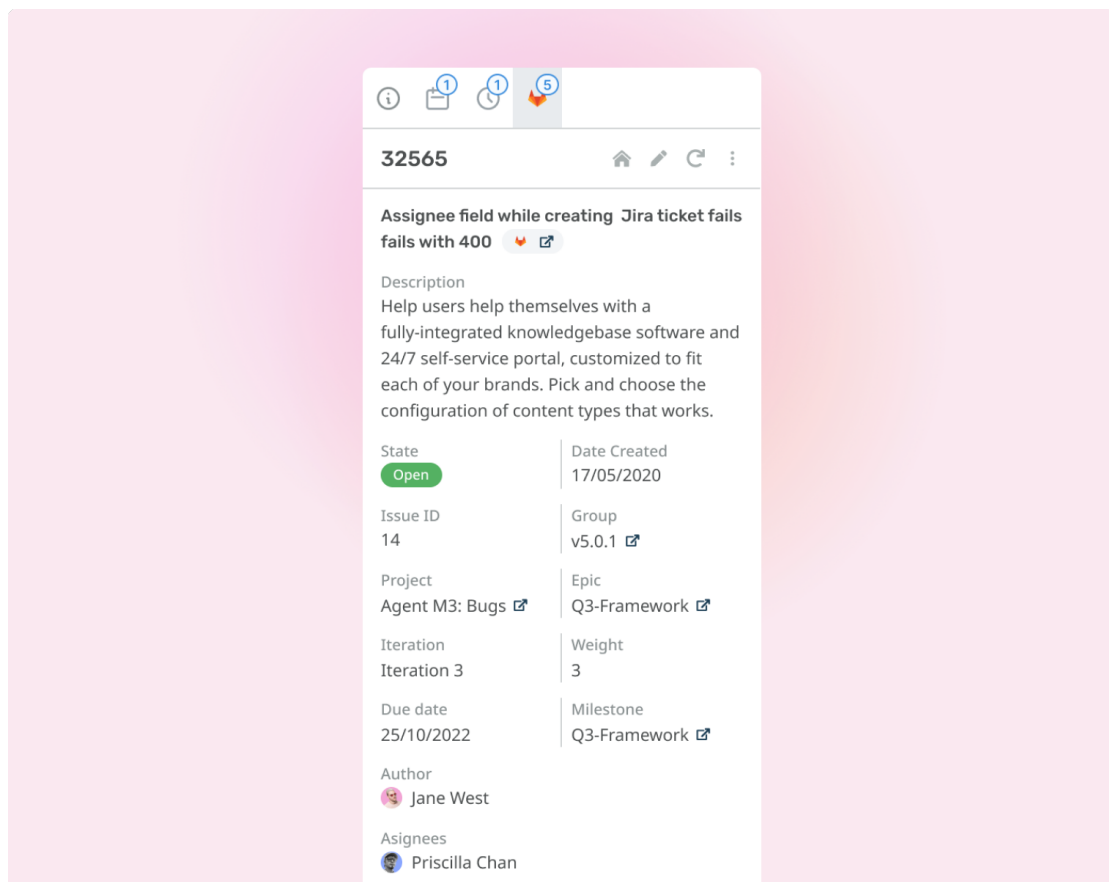 1
1
5
32565
Assignee field while creating  Jira ticket fails
fails with 400
Description
Help users help themselves with a
fully-integrated knowledgebase software and
24/7 self-service portal, customized to fit
each of your brands. Pick and choose the
configuration of content types that works.
State
Open
Date Created
17/05/2020
Issue ID
14
Group
v5.0.1
Project
Agent M3: Bugs
Epic
Q3-Framework
Iteration
Iteration 3
Weight
3
Due date
25/10/2022
Milestone
Q3-Framework
Author
Jane West
Asignees
Priscilla Chan